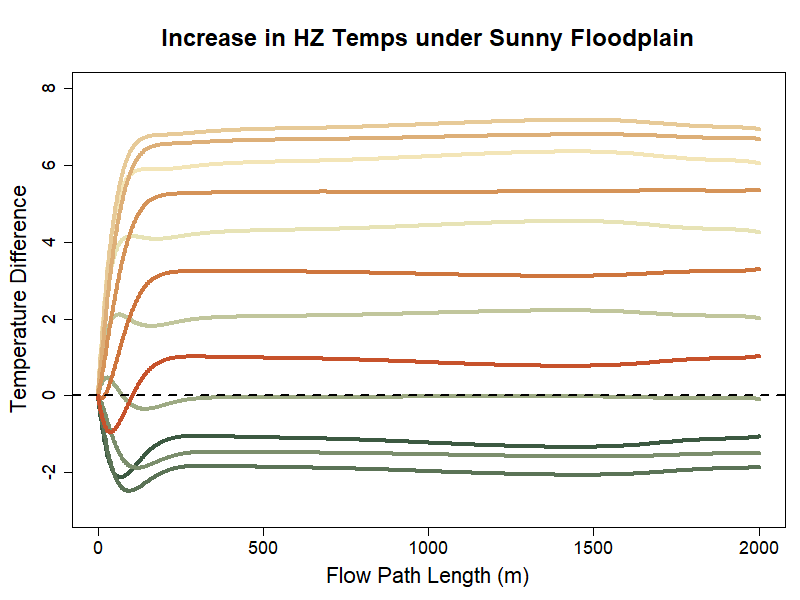 Increase in HZ Temps under Sunny Floodplain
Temperature Difference
8
6
4
2
0
-2
0 500 1000 1500 2000
Flow Path Length (m)